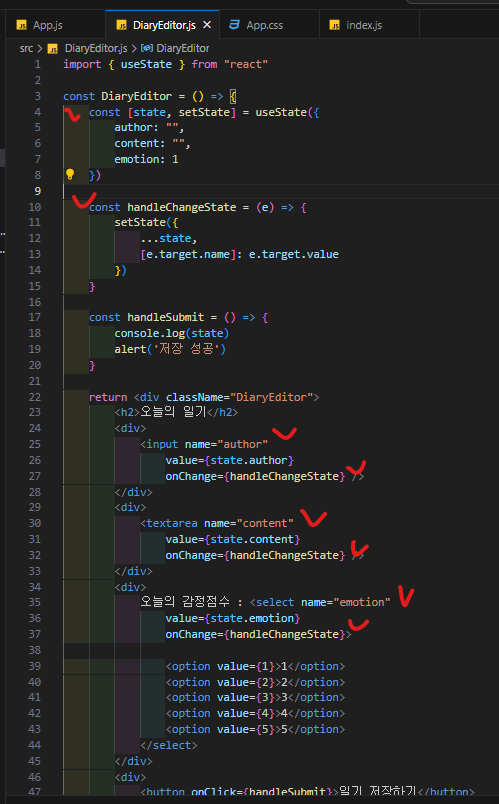 App.js
DiaryEditor.js
App.css
index.js
src > DiaryEditor.js > DiaryEditor
1 import { useState } from "react"
2
3 const DiaryEditor = () => {
4 const [state, setState] = useState({
5 author: "",
6 content: "",
7 emotion: 1
8 })
9
10 const handleChangeState = (e) => {
11 setState({
12 ...state,
13 [e.target.name]: e.target.value
14 })
15 }
16
17 const handleSubmit = () => {
18 console.log(state)
19 alert('저장 성공')
20 }
21
22 return <div className="DiaryEditor">
23 <h2>오늘의 일기</h2>
24 <div>
25 <input name="author"
26 value={state.author}
27 onChange={handleChangeState} />
28 </div>
29 <div>
30 <textarea name="content"
31 value={state.content}
32 onChange={handleChangeState} />
33 </div>
34 <div>
35 오늘의 감정점수 : <select name="emotion"
36 value={state.emotion}
37 onChange={handleChangeState}>
38
39 <option value={1}>1</option>
40 <option value={2}>2</option>
41 <option value={3}>3</option>
42 <option value={4}>4</option>
43 <option value={5}>5</option>
44 </select>
45 </div>
46 <div>
47 <button onClick={handleSubmit}>일기 저장하기</button>